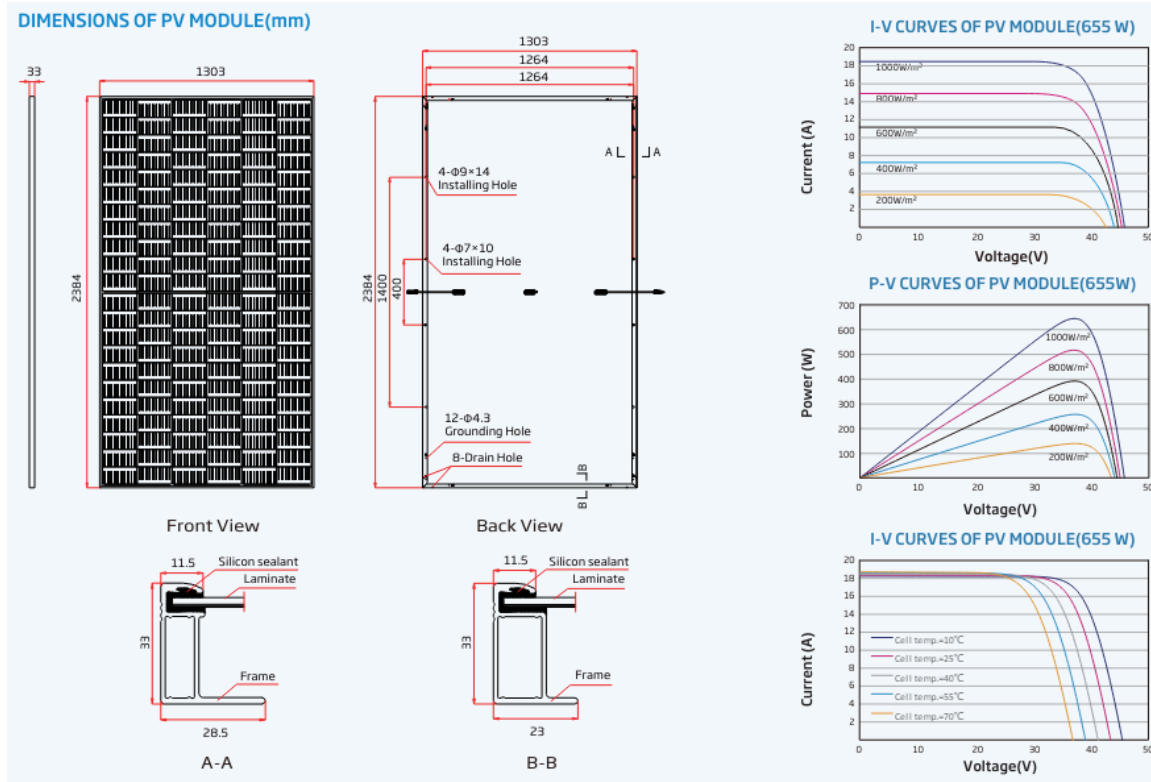 DIMENSIONS OF PV MODULE(mm)
33
1303
2384
Front View
1303
1264
1264
A
A
4-Φ9×14
Installing Hole
4-Φ7×10
Installing Hole
2384
1400
400
12-Φ4.3
Grounding Hole
8-Drain Hole
B
B
Back View
11.5
Silicon sealant
Laminate
33
Frame
28.5
A-A
11.5
Silicon sealant
Laminate
33
Frame
23
B-B
I-V CURVES OF PV MODULE(655 W)
Current (A)
20
18
16
14
12
10
8
6
4
2
1000W/m²
800W/m²
600W/m²
400W/m²
200W/m²
0
10
20
30
40
50
Voltage(V)
P-V CURVES OF PV MODULE(655W)
Power (W)
700
600
500
400
300
200
100
1000W/m²
800W/m²
600W/m²
400W/m²
200W/m²
0
10
20
30
40
50
Voltage(V)
I-V CURVES OF PV MODULE(655 W)
Current (A)
20
18
16
14
12
10
8
6
4
2
Cell temp.=10℃
Cell temp.=25℃
Cell temp.=40℃
Cell temp.=55℃
Cell temp.=70℃
0
10
20
30
40
50
Voltage(V)